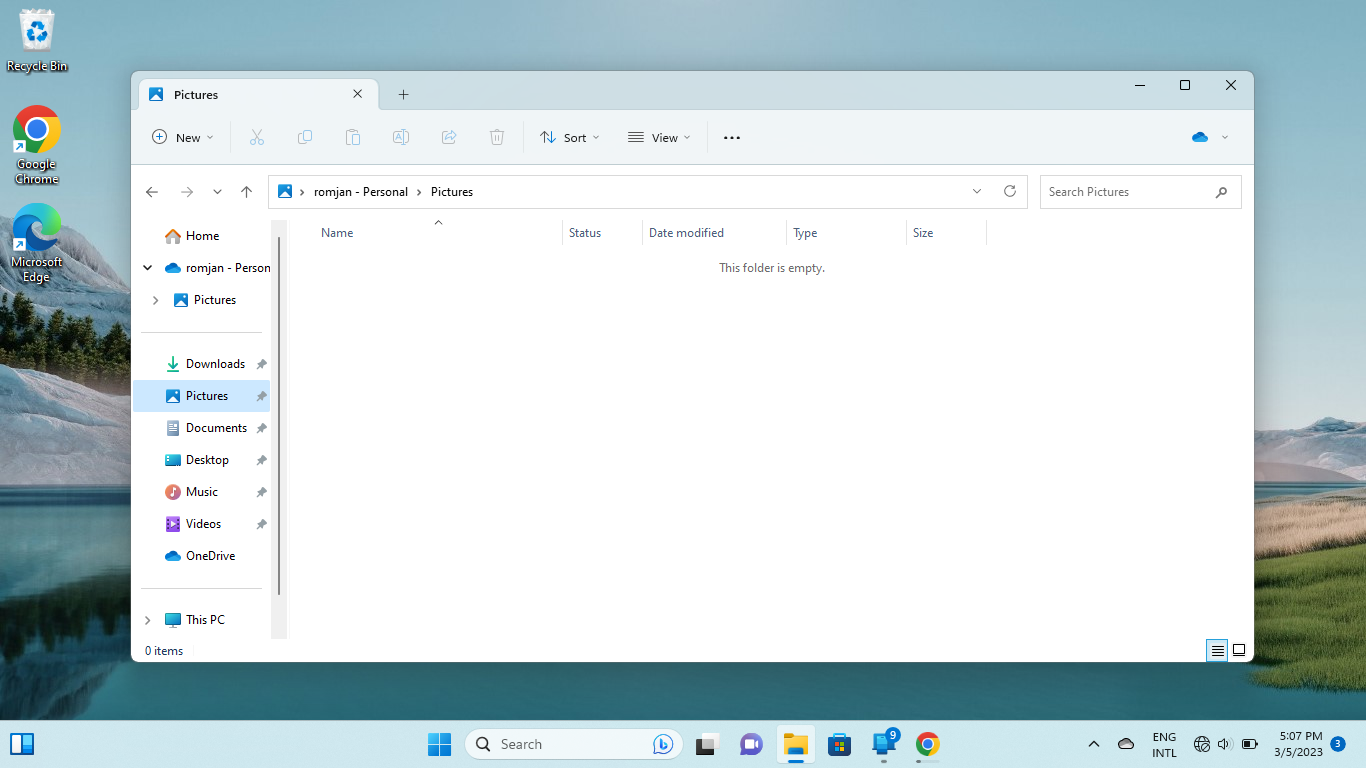 Recycle Bin
Google
Chrome
Microsoft
Edge
Pictures
New
Sort
View
romjan - Personal
Pictures
Search Pictures
Home
romjan - Person
Pictures
Downloads
Pictures
Documents
Desktop
Music
Videos
OneDrive
This PC
Name
Status
Date modified
Type
Size
This folder is empty.
0 items
Search
9
ENG
INTL
5:07 PM
3/5/2023
3